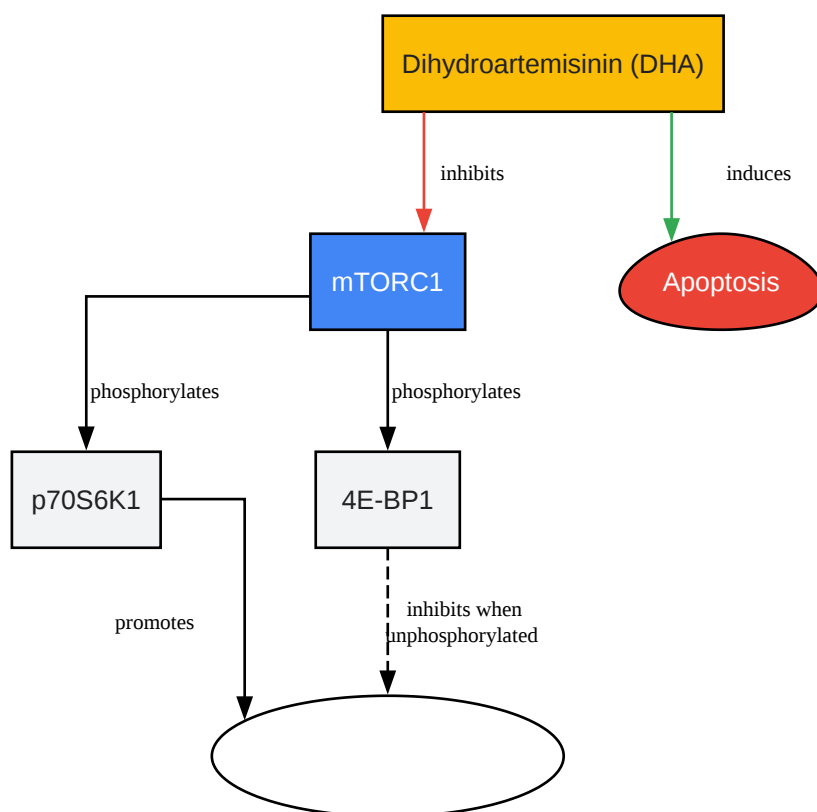 Dihydroartemisinin (DHA)
inhibits
induces
mTORC1
Apoptosis
phosphorylates
phosphorylates
p70S6K1
4E-BP1
promotes
inhibits when
unphosphorylated